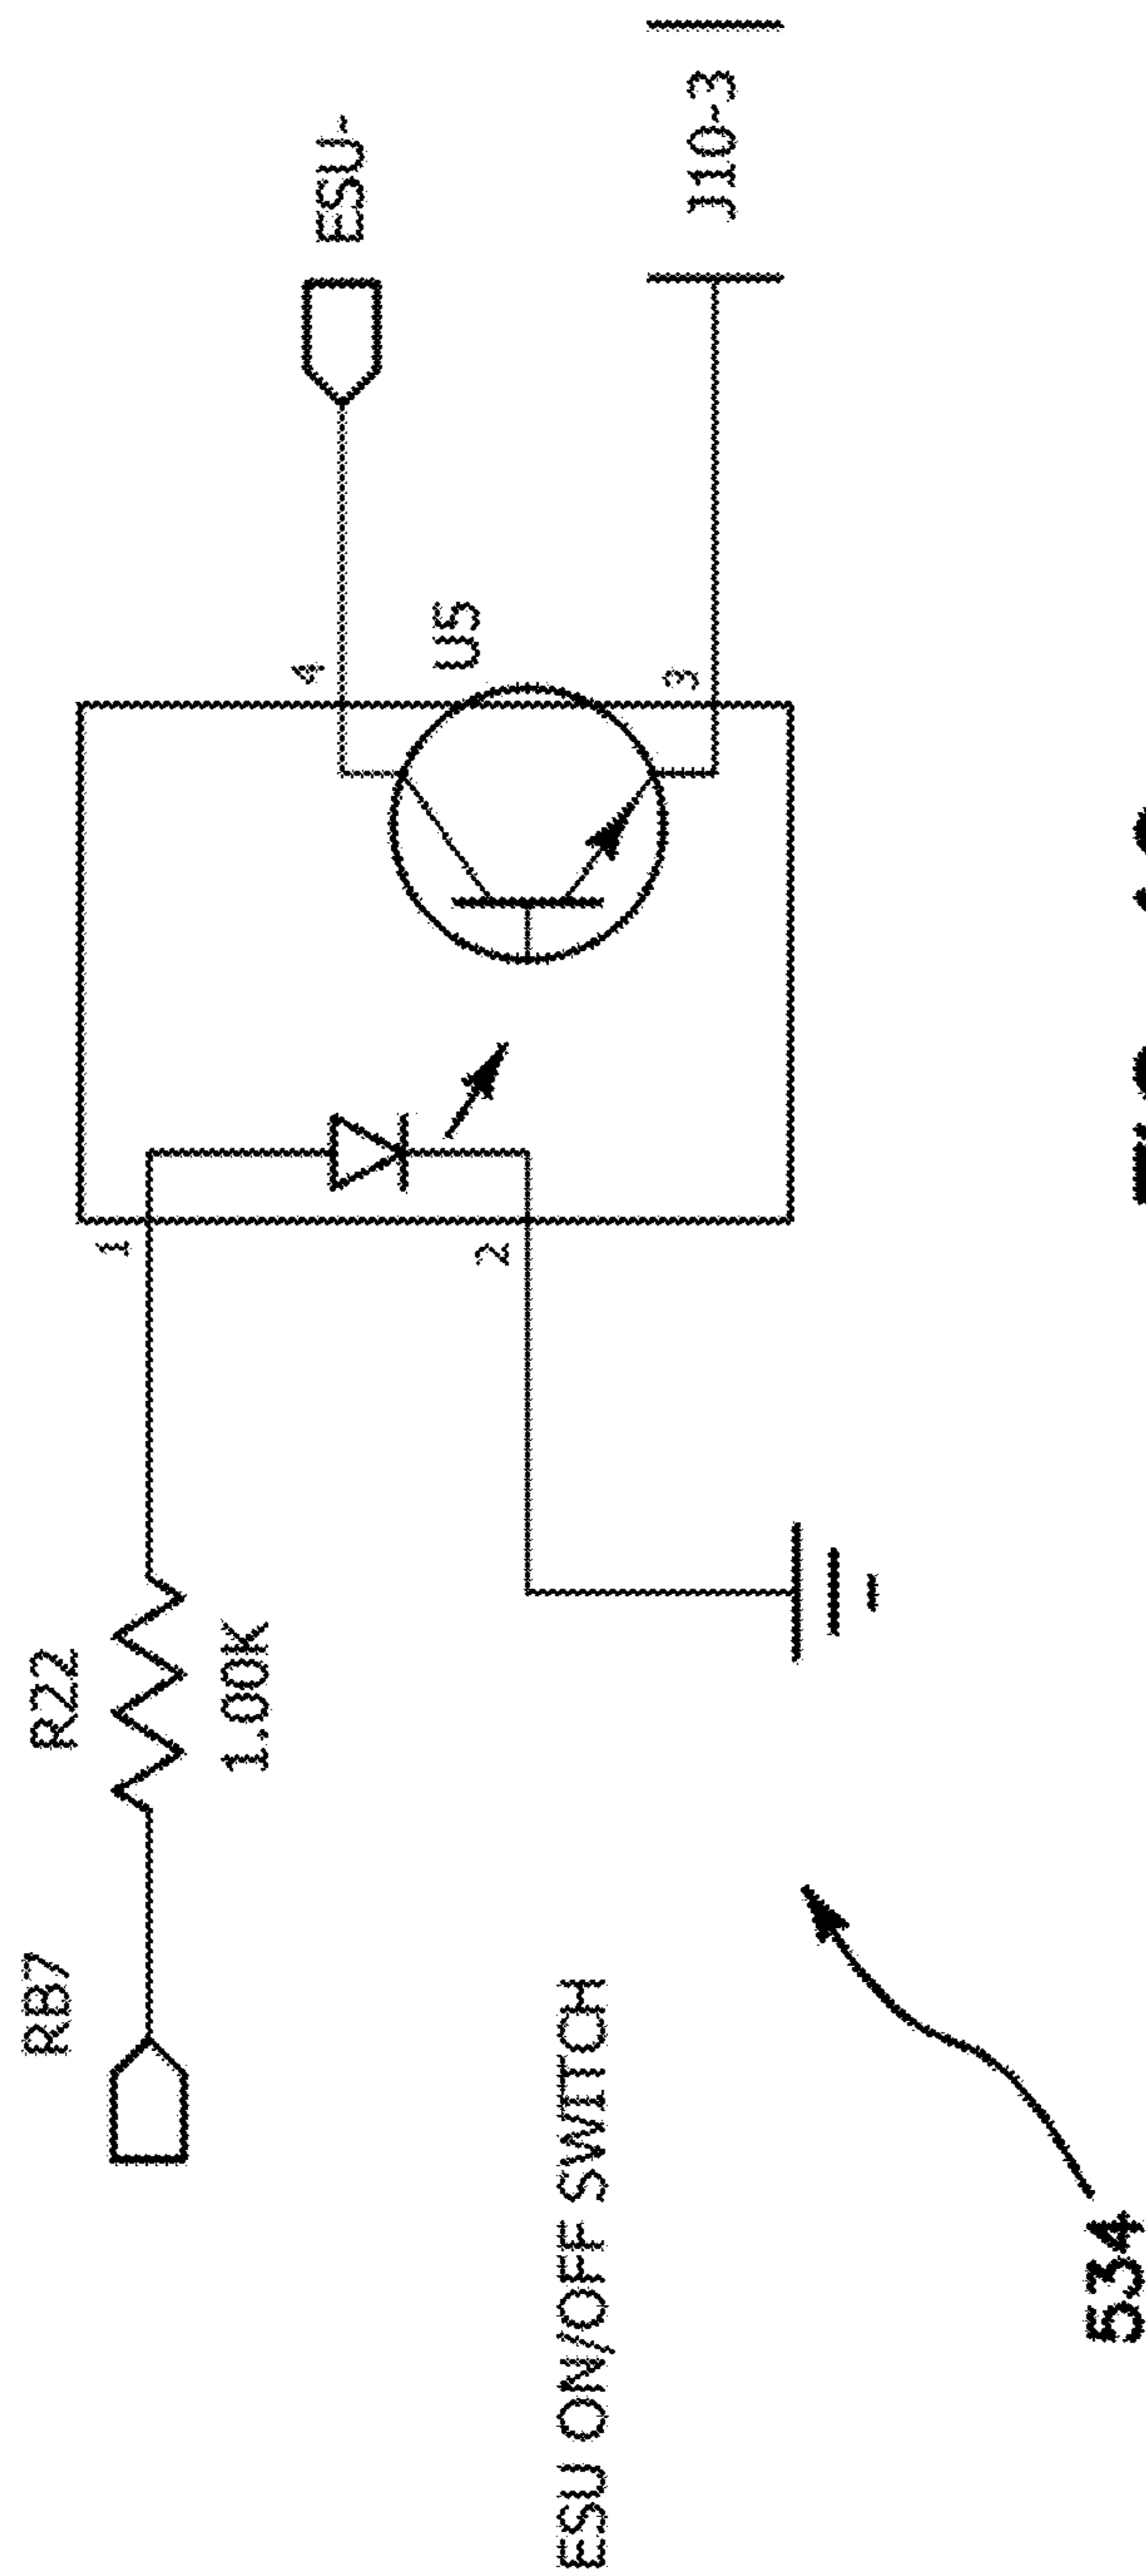 RB7
R22
1.00K
1
2
4
3
U5
ESU-
J10-3
ESU ON/OFF SWITCH
534